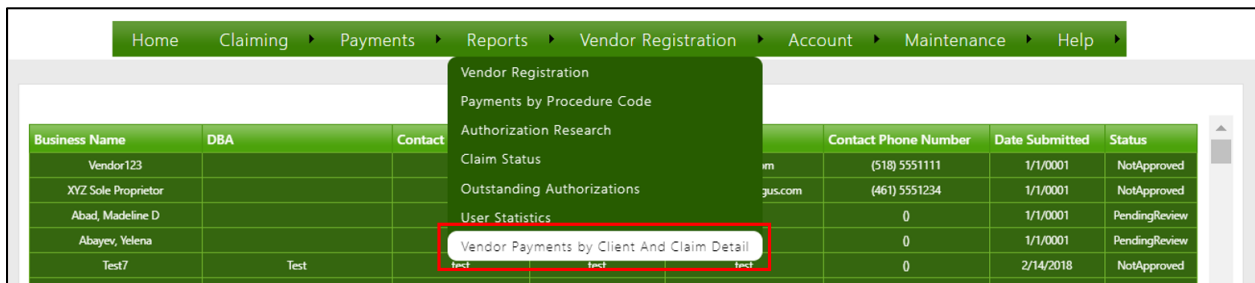 Home Claiming Payments Reports Vendor Registration Account Maintenance Help
Vendor Registration
Payments by Procedure Code
Authorization Research
Claim Status
Outstanding Authorizations
User Statistics
Vendor Payments by Client And Claim Detail
Business Name DBA Contact Contact Phone Number Date Submitted Status
Vendor123 om (518) 5551111 1/1/0001 NotApproved
XYZ Sole Proprietor gus.com (461) 5551234 1/1/0001 NotApproved
Abad, Madeline D () 1/1/0001 PendingReview
Abayev, Yelena () 1/1/0001 PendingReview
Test7 Test test test test () 2/14/2018 NotApproved